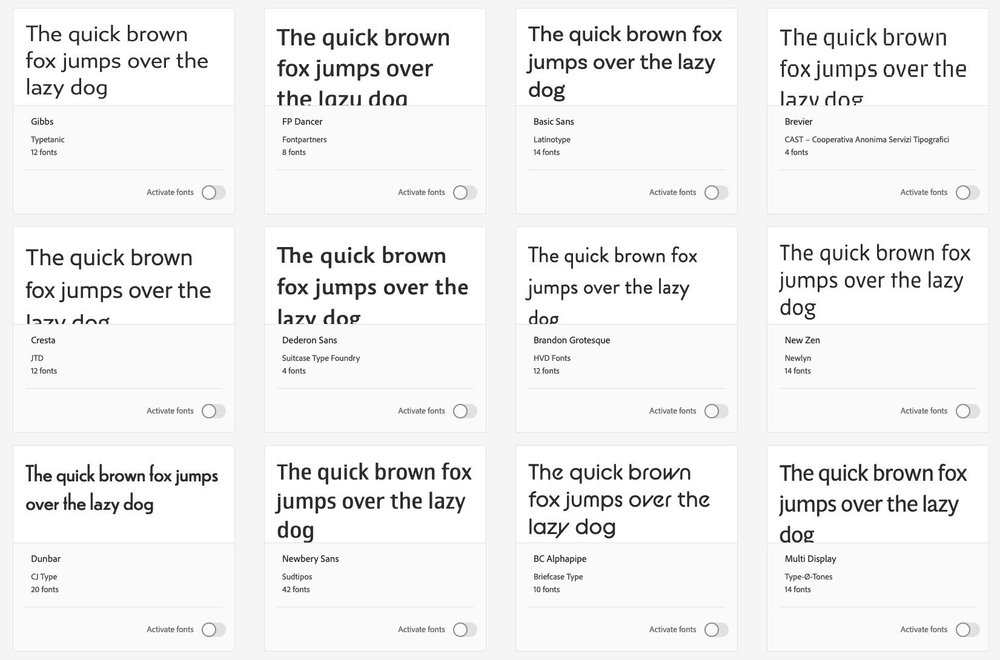 The quick brown
fox jumps over the
lazy dog
Gibbs
Typetanic
12 fonts
Activate fonts
The quick brown
fox jumps over
the lazy dog
FP Dancer
Fontpartners
8 fonts
Activate fonts
The quick brown fox
jumps over the lazy
dog
Basic Sans
Latinotype
14 fonts
Activate fonts
The quick brown
fox jumps over the
lazy dog
Brevier
CAST – Cooperativa Anonima Servizi Tipografici
4 fonts
Activate fonts
The quick brown
fox jumps over the
lazy dog
Cresta
JTD
12 fonts
Activate fonts
The quick brown
fox jumps over the
lazy dog
Dederon Sans
Suitcase Type Foundry
4 fonts
Activate fonts
The quick brown fox
jumps over the lazy
dog
Brandon Grotesque
HVD Fonts
12 fonts
Activate fonts
The quick brown fox
jumps over the lazy
dog
New Zen
Newlyn
14 fonts
Activate fonts
The quick brown fox jumps
over the lazy dog
Dunbar
CJ Type
20 fonts
Activate fonts
The quick brown fox
jumps over the lazy
dog
Newbery Sans
Sudtipos
42 fonts
Activate fonts
The quick brown
fox jumps over the
lazy dog
BC Alphapipe
Briefcase Type
10 fonts
Activate fonts
The quick brown fox
jumps over the lazy
dog
Multi Display
Type-Ø-Tones
14 fonts
Activate fonts